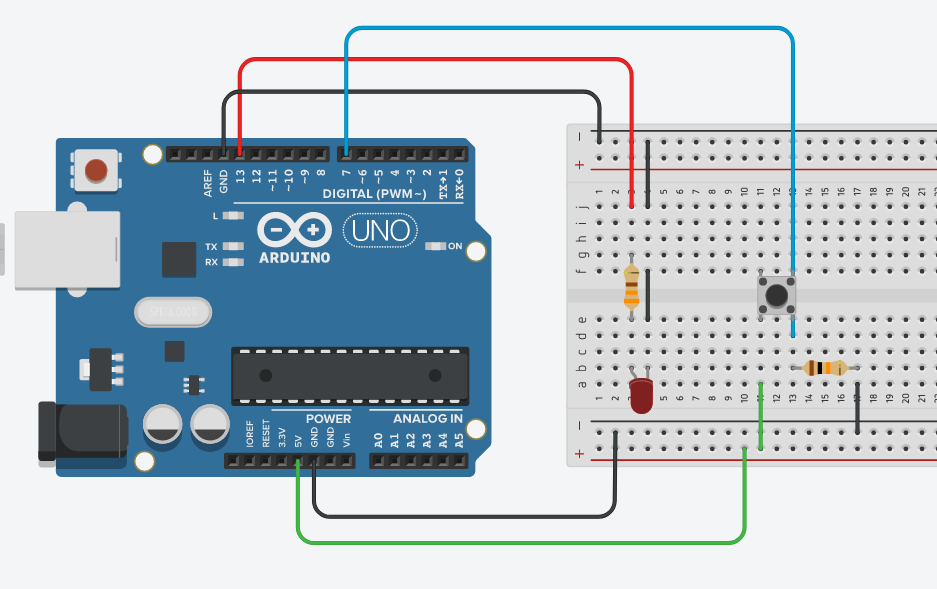 AREF
GND
13
12
~11
~10
~9
8
7
~6
~5
4
~3
2
TX→1
RX←0
DIGITAL (PWM~)
L
TX
RX
ARDUINO
UNO
ON
IOREF
RESET
3.3V
5V
GND
GND
Vin
POWER
ANALOG IN
A0
A1
A2
A3
A4
A5
−
+
1 2 3 4 5 6 7 8 9 10 11 12 13 14 15 16 17 18 19 20 21
j
i
h
g
f
e
d
c
b
a
1 2 3 4 5 6 7 8 9 10 11 12 13 14 15 16 17 18 19 20 21
−
+